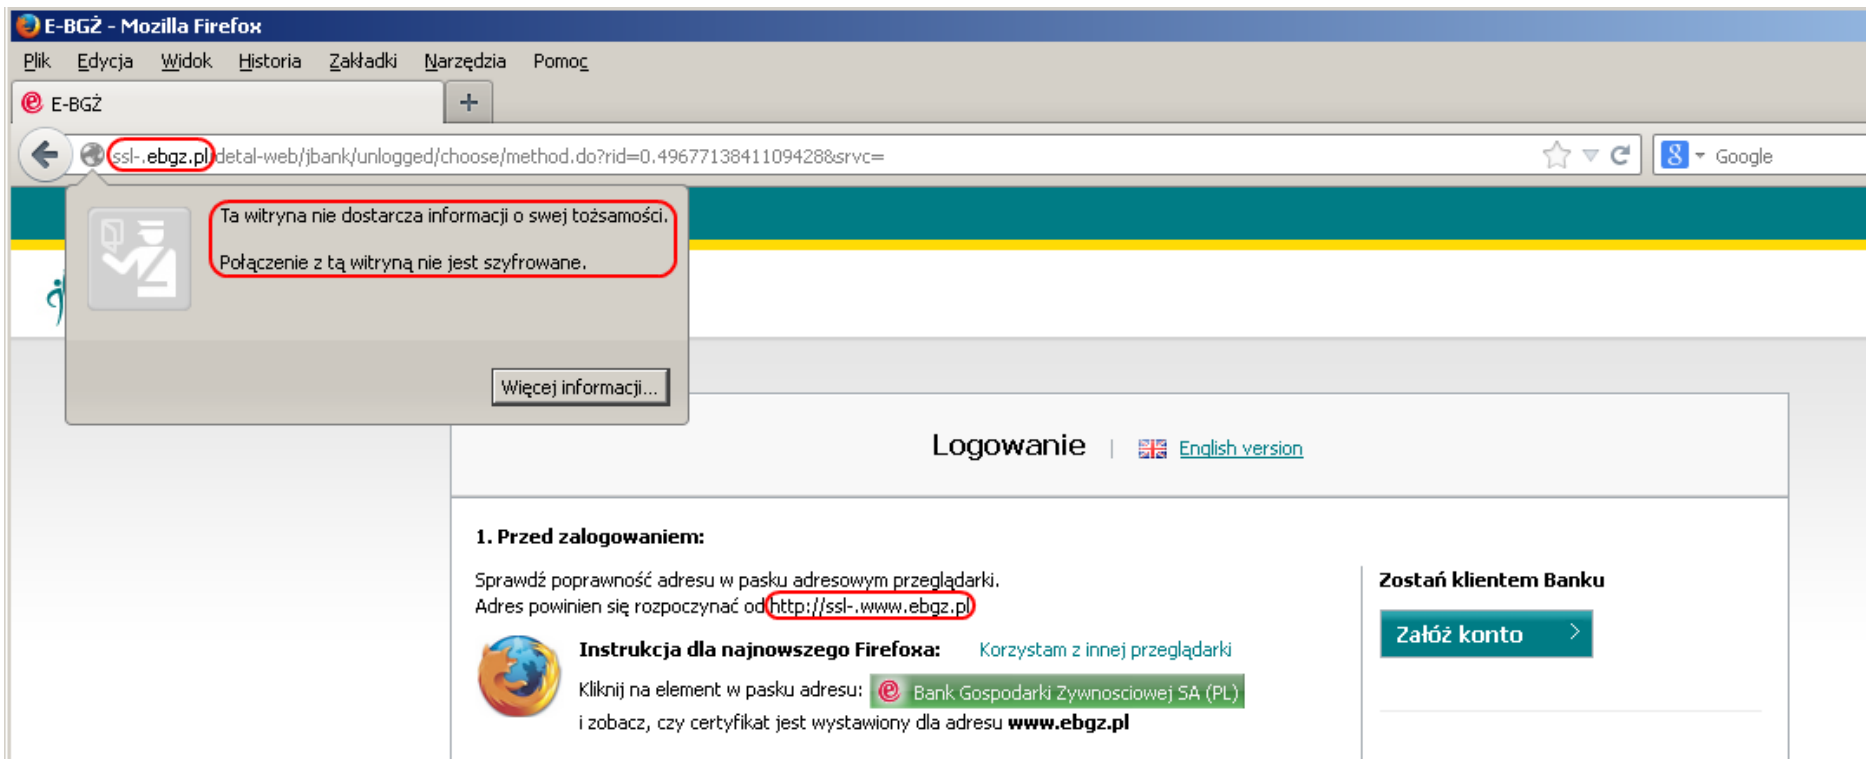 E-BGŻ - Mozilla Firefox
Plik Edycja Widok Historia Zakładki Narzędzia Pomoc
E-BGŻ
ssl-.ebgz.pl/detal-web/jbank/unlogged/choose/method.do?rid=0.4967713841109428&srvc=
Google
Ta witryna nie dostarcza informacji o swej tożsamości.
Połączenie z tą witryną nie jest szyfrowane.
Więcej informacji...
Logowanie | English version
1. Przed zalogowaniem:
Sprawdź poprawność adresu w pasku adresowym przeglądarki.
Adres powinien się rozpoczynać od http://ssl-.www.ebgz.pl
Instrukcja dla najnowszego Firefoxa: Korzystam z innej przeglądarki
Kliknij na element w pasku adresu: Bank Gospodarki Zywnosciowej SA (PL)
i zobacz, czy certyfikat jest wystawiony dla adresu www.ebgz.pl
Zostań klientem Banku
Załóż konto